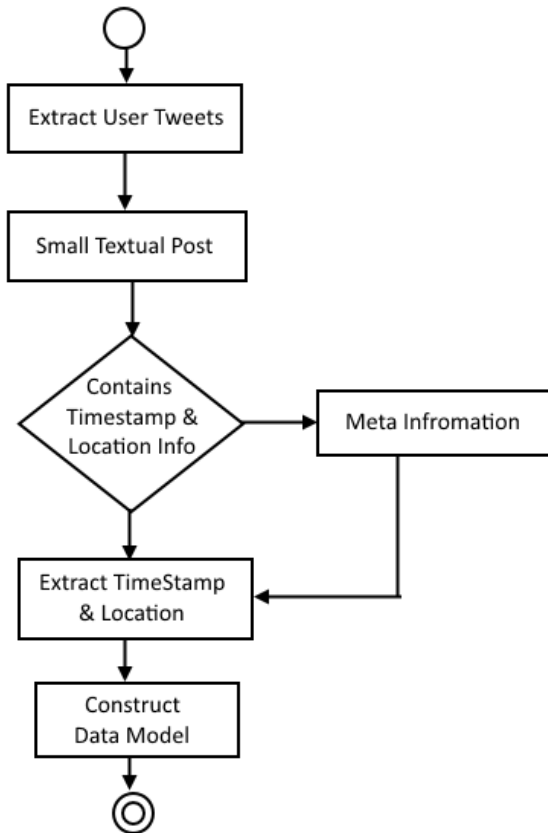 Extract User Tweets
Small Textual Post
Contains
Timestamp &
Location Info
Meta Infromation
Extract TimeStamp
& Location
Construct
Data Model